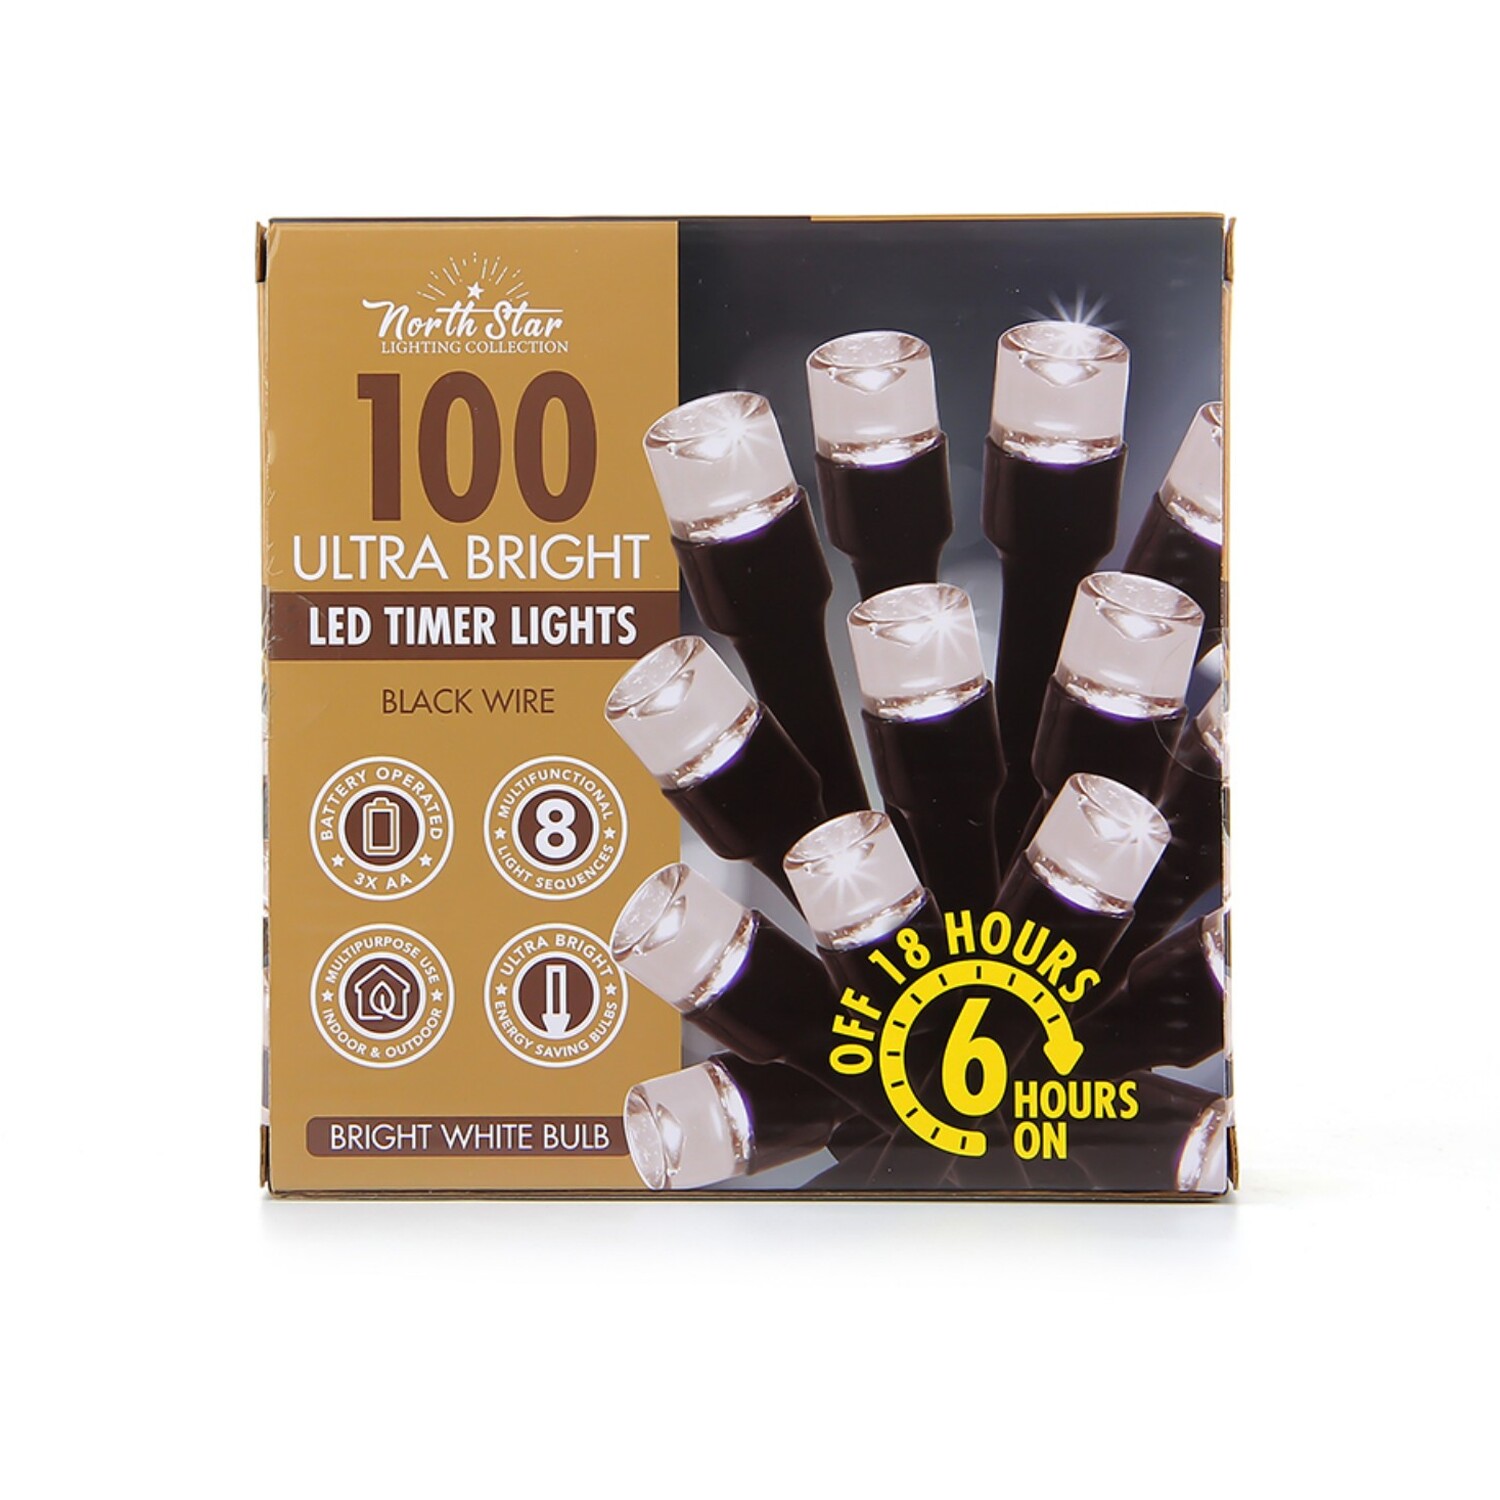 North Star
LIGHTING COLLECTION
100
ULTRA BRIGHT
LED TIMER LIGHTS
BLACK WIRE
BATTERY OPERATED
3X AA
MULTIFUNCTIONAL
8
LIGHT SEQUENCES
MULTIPURPOSE USE
INDOOR & OUTDOOR
ULTRA BRIGHT
ENERGY SAVING BULBS
BRIGHT WHITE BULB
OFF 18 HOURS
6
HOURS
ON